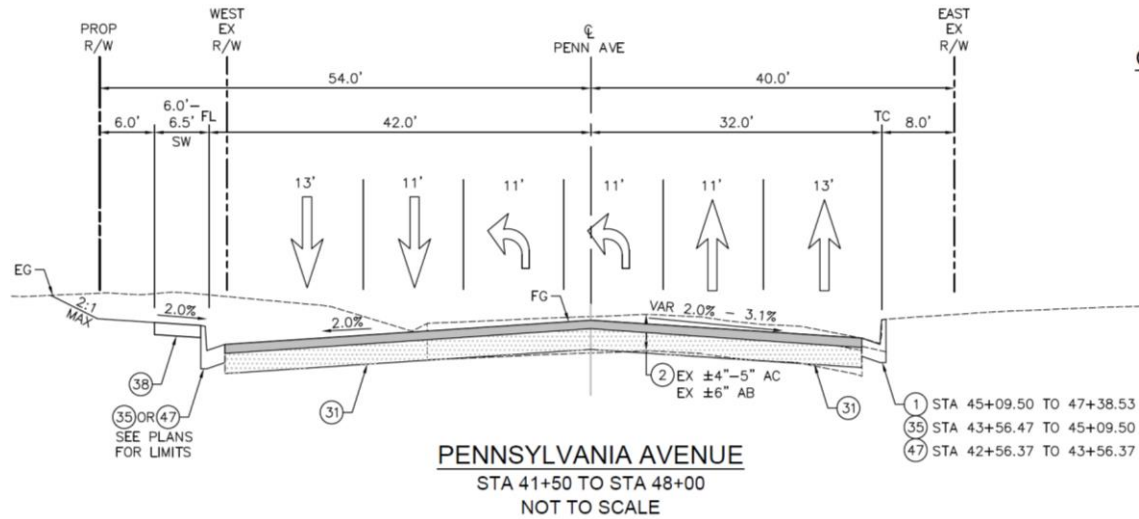 PROP
R/W
WEST
EX
R/W
℄
PENN AVE
EAST
EX
R/W
54.0'
40.0'
6.0'
6.0'-
6.5'
SW
FL
42.0'
32.0'
TC
8.0'
13'
11'
11'
11'
11'
13'
EG
2:1
MAX
2.0%
2.0%
FG
VAR 2.0% - 3.1%
38
35 OR 47
SEE PLANS
FOR LIMITS
31
2 EX ±4"-5" AC
EX ±6" AB
31
1 STA 45+09.50 TO 47+38.53
35 STA 43+56.47 TO 45+09.50
47 STA 42+56.37 TO 43+56.37
PENNSYLVANIA AVENUE
STA 41+50 TO STA 48+00
NOT TO SCALE